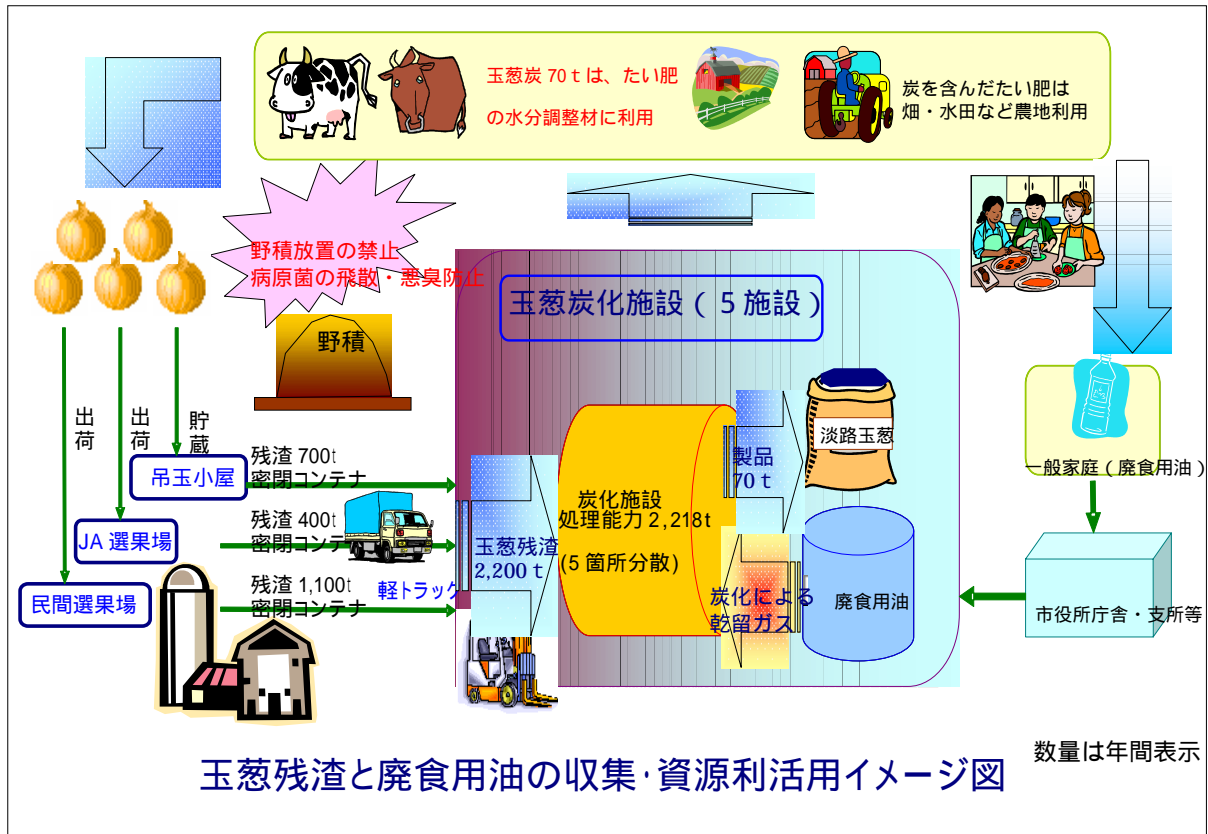 玉葱炭 70ｔは、たい肥
の水分調整材に利用
炭を含んだたい肥は
畑・水田など農地利用
野積放置の禁止
病原菌の飛散・悪臭防止
野積
玉葱炭化施設（５施設）
出荷
出荷
貯蔵
吊玉小屋
JA 選果場
民間選果場
残渣 700t
密閉コンテナ
残渣 400t
密閉コンテナ
残渣 1,100t
密閉コンテナ
軽トラック
玉葱残渣
2,200ｔ
炭化施設
処理能力 2,218t
(5 箇所分散)
製品
70ｔ
淡路玉葱
炭化による
乾留ガス
廃食用油
一般家庭（廃食用油）
市役所庁舎・支所等
数量は年間表示
玉葱残渣と廃食用油の収集・資源利活用イメージ図